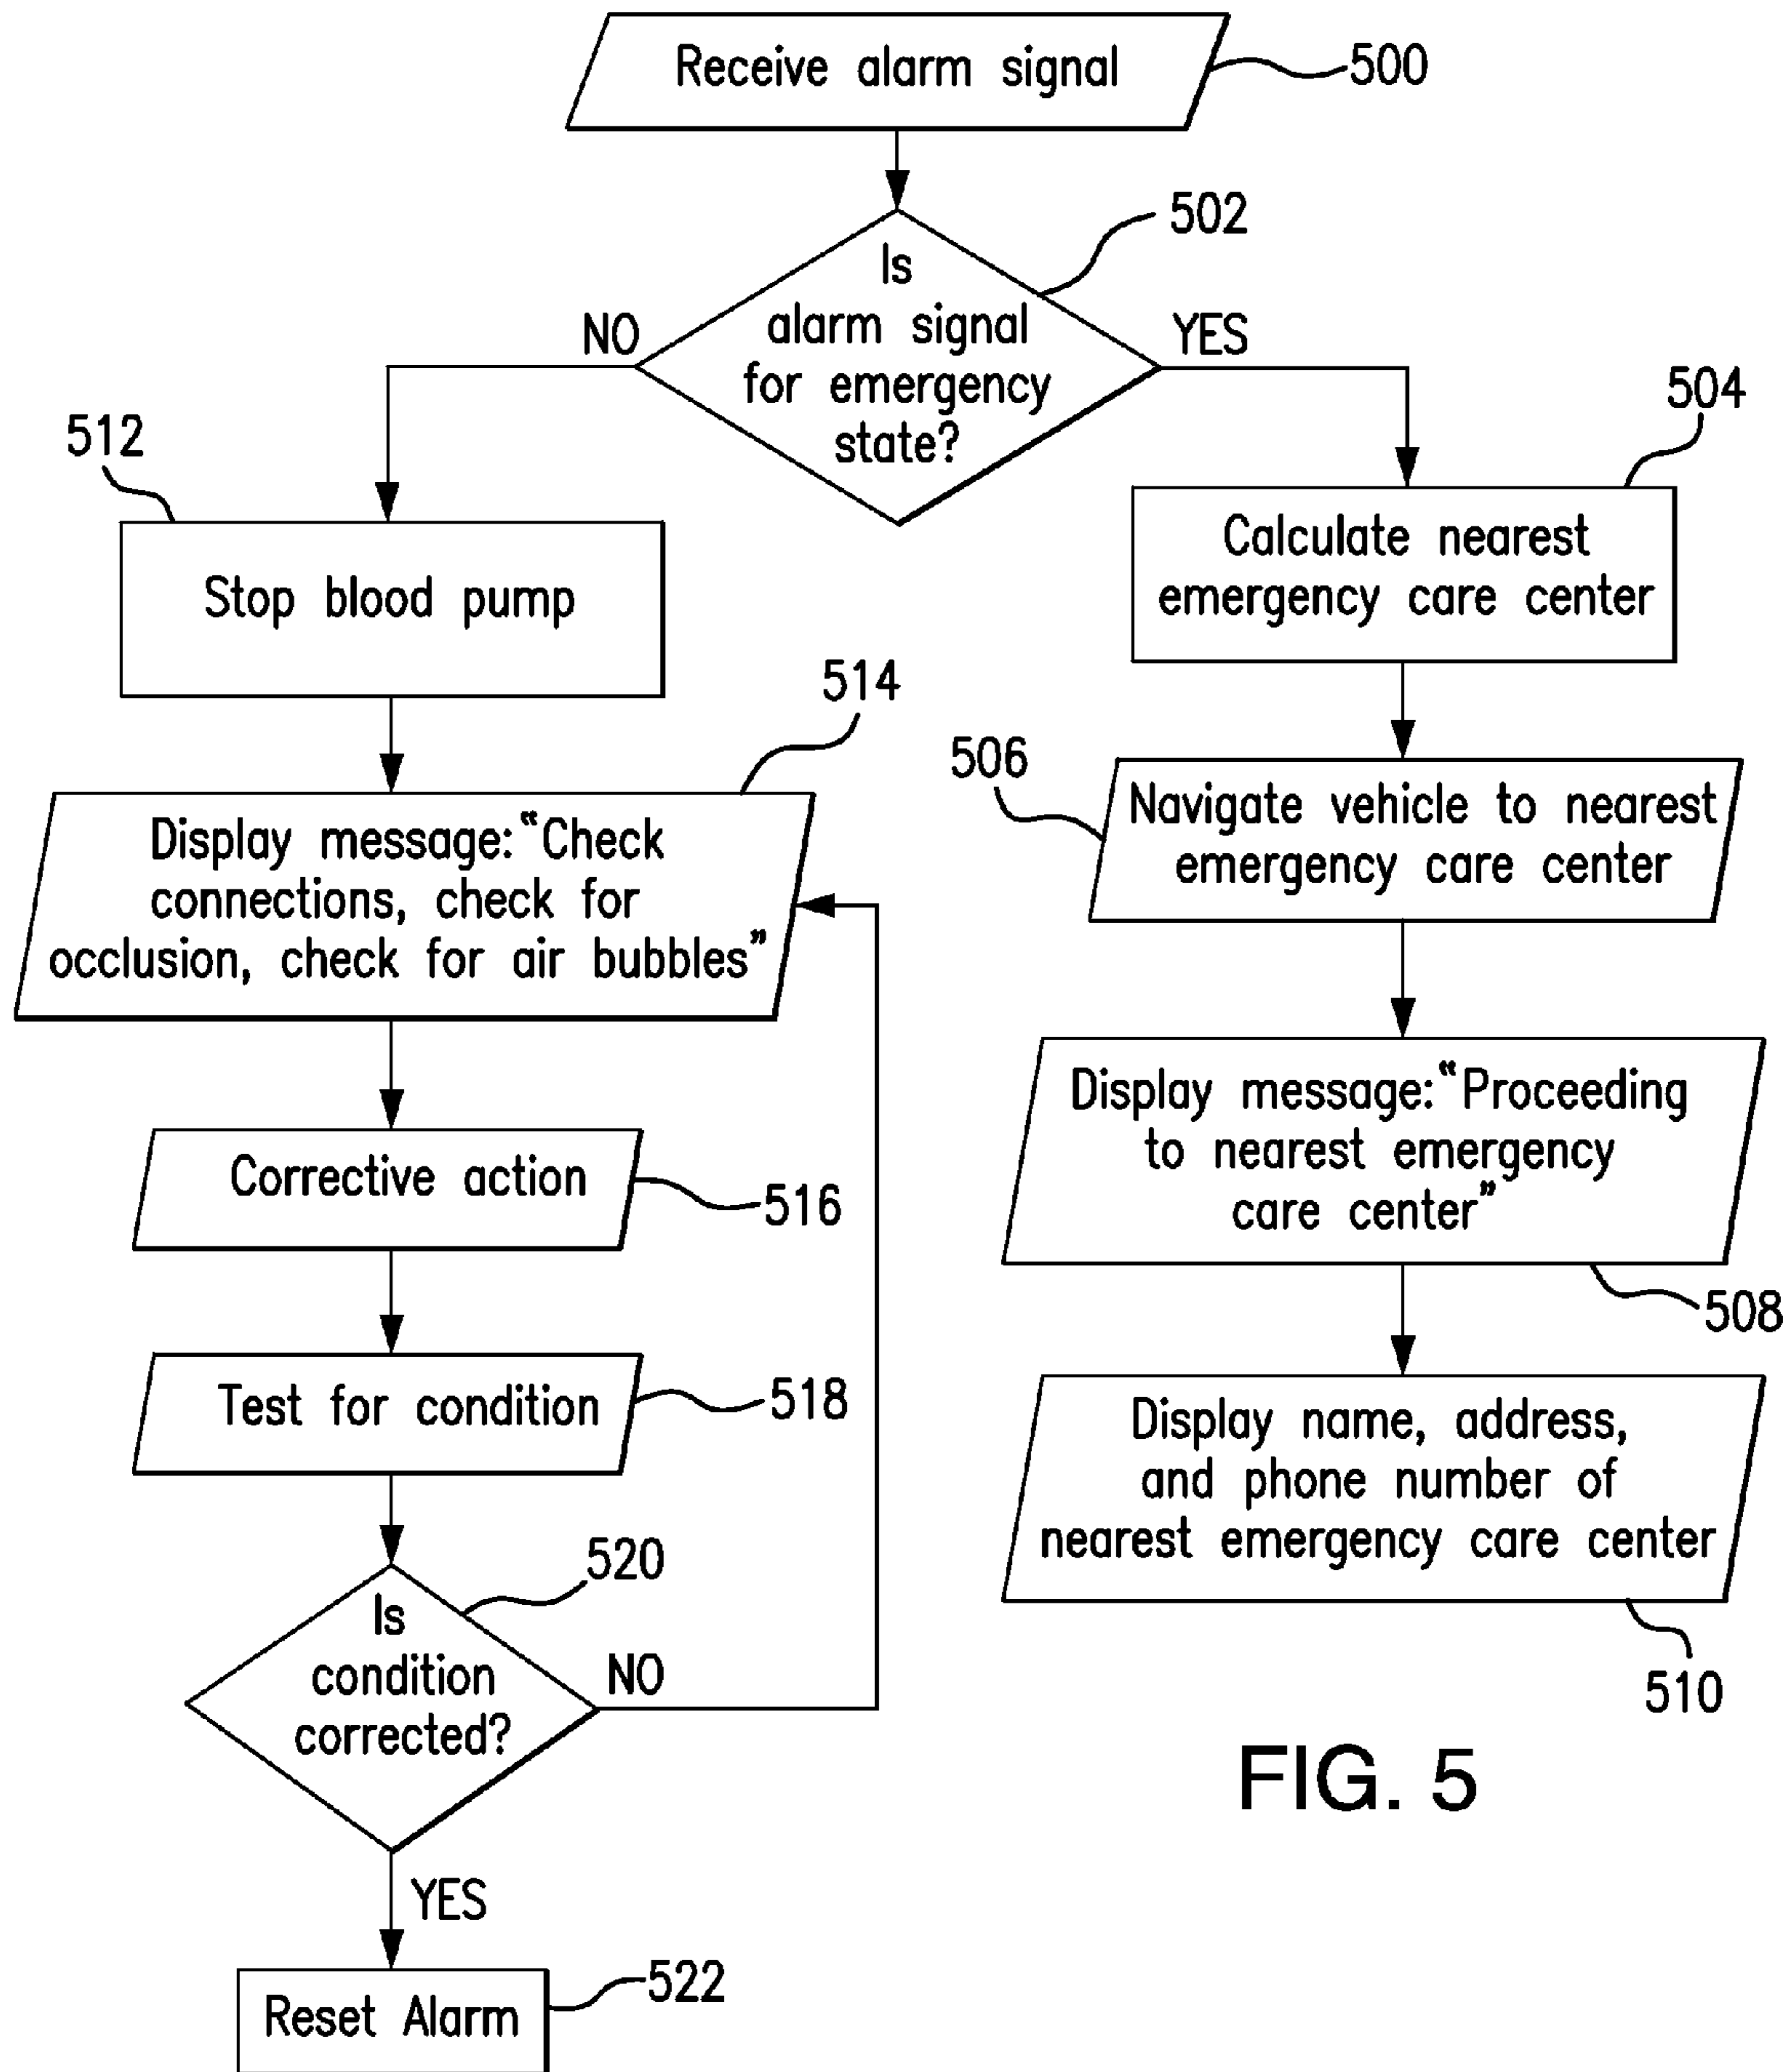 Receive alarm signal
500
502
Is
alarm signal
for emergency
state?
NO
YES
512
Stop blood pump
514
Display message: “Check
connections, check for
occlusion, check for air bubbles”
Corrective action
516
Test for condition
518
520
Is
condition
corrected?
NO
YES
Reset Alarm
522
504
Calculate nearest
emergency care center
506
Navigate vehicle to nearest
emergency care center
Display message: “Proceeding
to nearest emergency
care center”
508
Display name, address,
and phone number of
nearest emergency care center
510
FIG. 5